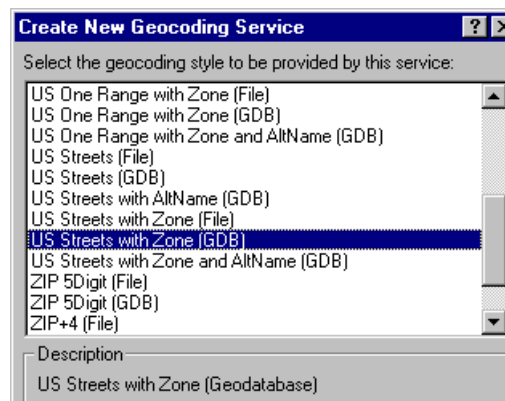 Create New Geocoding Service
Select the geocoding style to be provided by this service:
US One Range with Zone (File)
US One Range with Zone (GDB)
US One Range with Zone and AltName (GDB)
US Streets (File)
US Streets (GDB)
US Streets with AltName (GDB)
US Streets with Zone (File)
US Streets with Zone (GDB)
US Streets with Zone and AltName (GDB)
ZIP 5Digit (File)
ZIP 5Digit (GDB)
ZIP+4 (File)
Description
US Streets with Zone (Geodatabase)